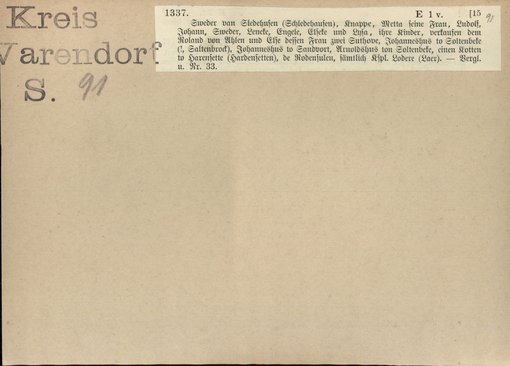 Kreis
Varendorf
S. 91
1337. E 1 v. [15
91
Sweder van Sledehusen (Schledehausen), Knappe, Metta seine Frau, Ludolf,
Johann, Sweder, Lencke, Engele, Elseke und Lysa, ihre Kinder, verkaufen dem
Roland von Ahlen und Else dessen Frau zwei Suthove, Johanneshus to Soltenbeke
(!, Saltenbrock), Johanneshus to Sandvort, Arnoldshus ton Soltenbeke, einen Kotten
to Harensette (Hardensetten), de Rodensulen, sämtlich Kspl. Lodere (Laer). — Vergl.
u. Nr. 33.